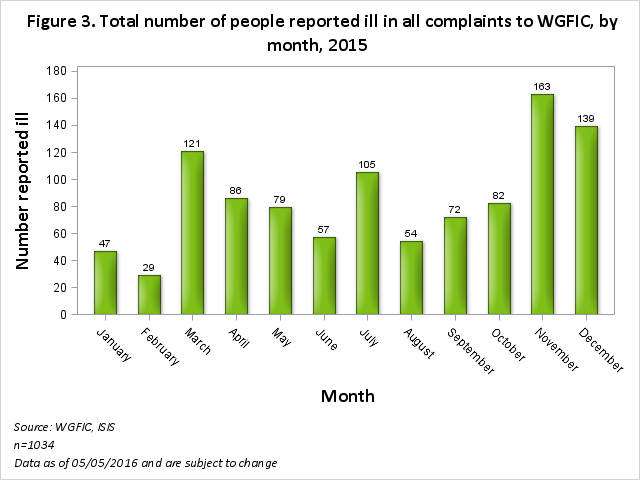 Figure 3. Total number of people reported ill in all complaints to WGFIC, by
month, 2015
Number reported ill
180
160
140
120
100
80
60
40
20
0
47
29
121
86
79
57
105
54
72
82
163
139
January
February
March
April
May
June
July
August
September
October
November
December
Month
Source: WGFIC, ISIS
n=1034
Data as of 05/05/2016 and are subject to change